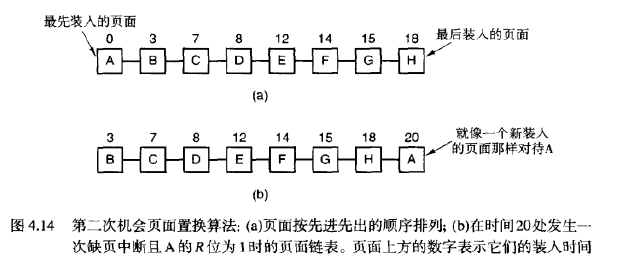 最先装入的页面
0 3 7 8 12 14 15 18
最后装入的页面
A B C D E F G H
(a)
3 7 8 12 14 15 18 20
就像一个新装入
的页面那样对待A
B C D E F G H A
(b)
图 4.14 第二次机会页面置换算法; (a)页面按先进先出的顺序排列; (b)在时间20处发生一
次缺页中断且 A 的 R 位为 1 时的页面链表。页面上方的数字表示它们的装入时间